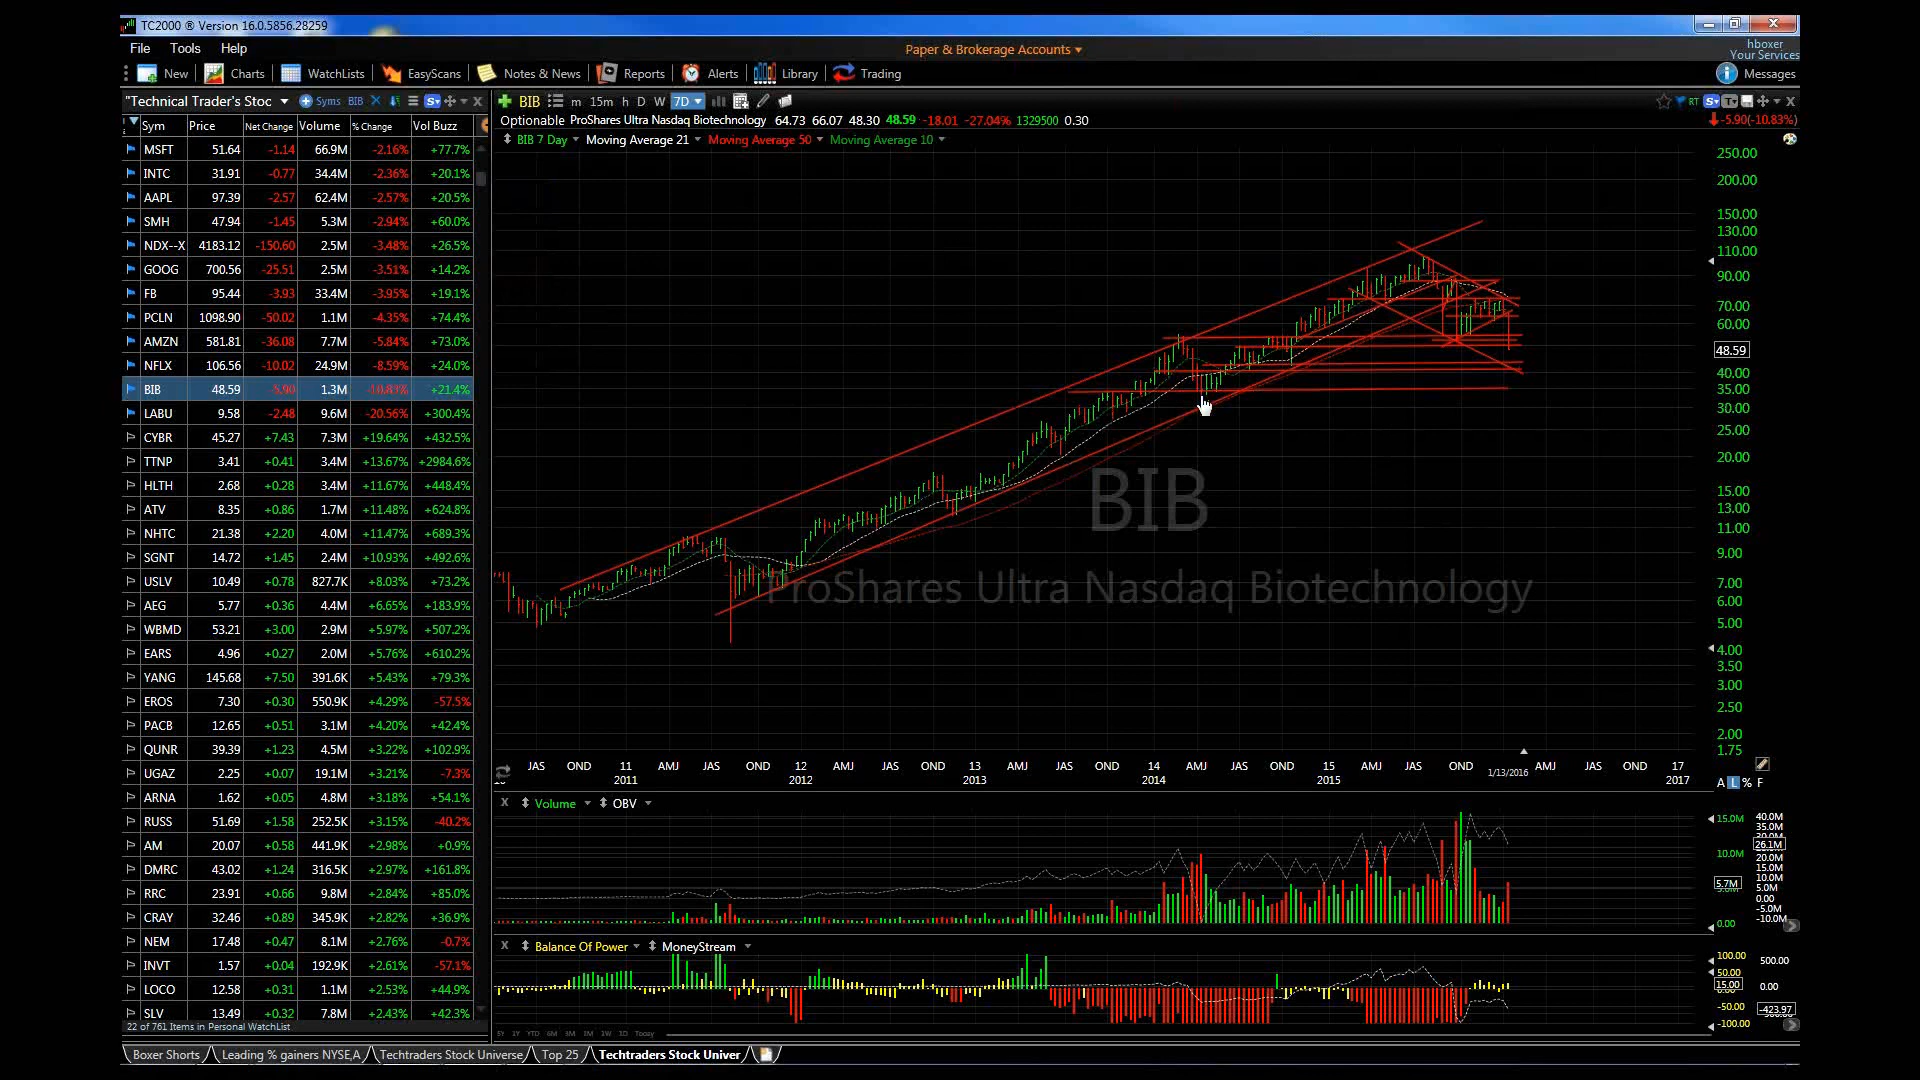 TC2000 ® Version 16.0.5856.28259
File Tools Help
Paper & Brokerage Accounts
hboxer
Your Services
New Charts WatchLists EasyScans Notes & News Reports Alerts Library Trading Messages
"Technical Trader's Stoc Syms BIB
BIB m 15m h D W 7D RT
Optionable ProShares Ultra Nasdaq Biotechnology 64.73 66.07 48.30 48.59 -18.01 -27.04% 1329500 0.30 -5.90(-10.83%)
BIB 7 Day Moving Average 21 Moving Average 50 Moving Average 10
Sym Price Net Change Volume % Change Vol Buzz
MSFT 51.64 -1.14 66.9M -2.16% +77.7%
INTC 31.91 -0.77 34.4M -2.36% +20.1%
AAPL 97.39 -2.57 62.4M -2.57% +20.5%
SMH 47.94 -1.45 5.3M -2.94% +60.0%
NDX--X 4183.12 -150.60 2.5M -3.48% +26.5%
GOOG 700.56 -25.51 2.5M -3.51% +14.2%
FB 95.44 -3.93 33.4M -3.95% +19.1%
PCLN 1098.90 -50.02 1.1M -4.35% +74.4%
AMZN 581.81 -36.08 7.7M -5.84% +73.0%
NFLX 106.56 -10.02 24.9M -8.59% +24.0%
BIB 48.59 -5.90 1.3M -10.83% +21.4%
LABU 9.58 -2.48 9.6M -20.56% +300.4%
CYBR 45.27 +7.43 7.3M +19.64% +432.5%
TTNP 3.41 +0.41 3.4M +13.67% +2984.6%
HLTH 2.68 +0.28 3.4M +11.67% +448.4%
ATV 8.35 +0.86 1.7M +11.48% +624.8%
NHTC 21.38 +2.20 4.0M +11.47% +689.3%
SGNT 14.72 +1.45 2.4M +10.93% +492.6%
USLV 10.49 +0.78 827.7K +8.03% +73.2%
AEG 5.77 +0.36 4.4M +6.65% +183.9%
WBMD 53.21 +3.00 2.9M +5.97% +507.2%
EARS 4.96 +0.27 2.0M +5.76% +610.2%
YANG 145.68 +7.50 391.6K +5.43% +79.3%
EROS 7.30 +0.30 550.9K +4.29% -57.5%
PACB 12.65 +0.51 3.1M +4.20% +42.4%
QUNR 39.39 +1.23 4.5M +3.22% +102.9%
UGAZ 2.25 +0.07 19.1M +3.21% -7.3%
ARNA 1.62 +0.05 4.8M +3.18% +54.1%
RUSS 51.69 +1.58 252.5K +3.15% -40.2%
AM 20.07 +0.58 441.9K +2.98% +0.9%
DMRC 43.02 +1.24 316.5K +2.97% +161.8%
RRC 23.91 +0.66 9.8M +2.84% +85.0%
CRAY 32.46 +0.89 345.9K +2.82% +36.9%
NEM 17.48 +0.47 8.1M +2.76% -0.7%
INVT 1.57 +0.04 192.9K +2.61% -57.1%
LOCO 12.58 +0.31 1.1M +2.53% +44.9%
SLV 13.49 +0.32 7.8M +2.43% +42.3%
22 of 761 Items in Personal WatchList
250.00
200.00
150.00
130.00
110.00
90.00
70.00
60.00
48.59
40.00
35.00
30.00
25.00
20.00
15.00
13.00
11.00
9.00
7.00
6.00
5.00
4.00
3.50
3.00
2.50
2.00
1.75
BIB
ProShares Ultra Nasdaq Biotechnology
JAS OND 11 AMJ JAS OND 12 AMJ JAS OND 13 AMJ JAS OND 14 AMJ JAS OND 15 AMJ JAS OND AMJ JAS OND 17
2011 2012 2013 2014 2015 1/13/2016 2017
A L % F
Volume OBV
15.0M
10.0M
5.7M
0.00
40.0M
35.0M
26.1M
20.0M
15.0M
10.0M
5.0M
0.00
-5.0M
-10.0M
Balance Of Power MoneyStream
100.00 500.00
50.00
15.00 0.00
-50.00 -423.97
-100.00
5Y 1Y YTD 6M 3M 1M 1W 3D Today
Boxer Shorts Leading % gainers NYSE,A Techtraders Stock Universe Top 25 Techtraders Stock Univer